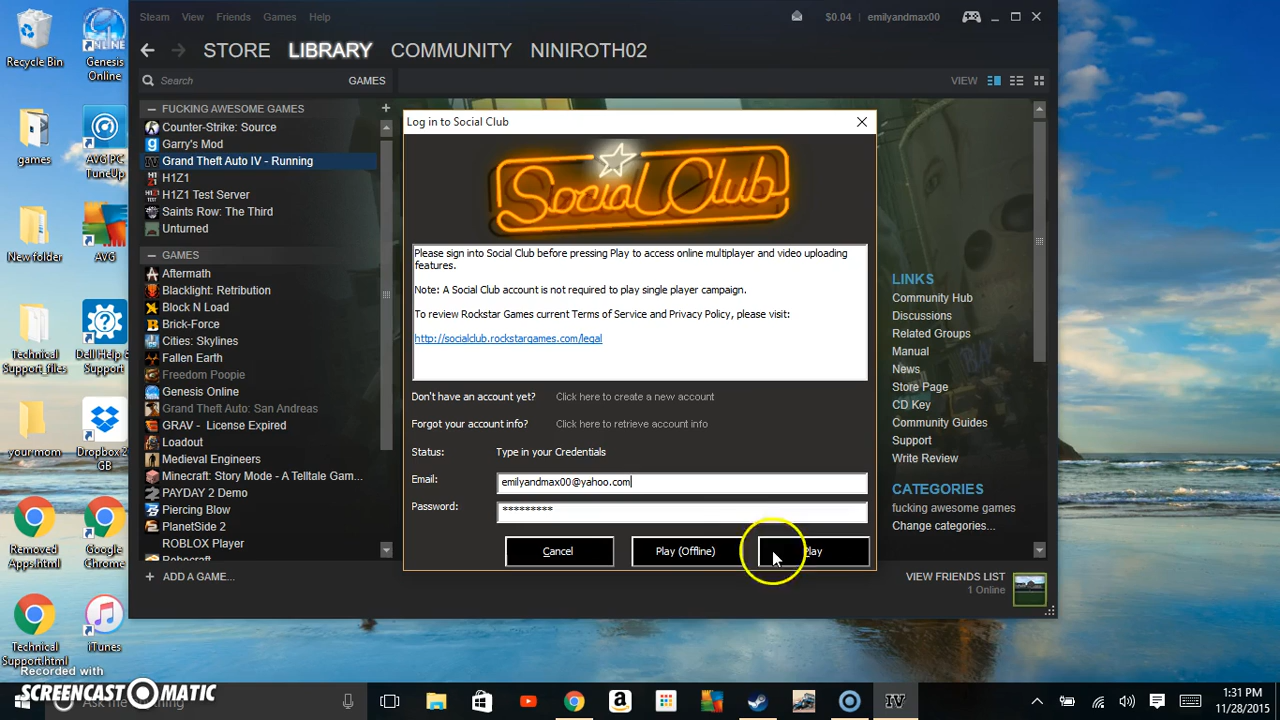 Recycle Bin
Genesis Online
games
AVG PC TuneUp
New folder
AVG
Technical Support_files
Dell Help & Support
your mom
Dropbox 2 GB
Removed Apps.html
Google Chrome
Technical Support.html
iTunes
Steam View Friends Games Help
$0.04 emilyandmax00
STORE LIBRARY COMMUNITY NINIROTH02
Search GAMES
VIEW
FUCKING AWESOME GAMES
Counter-Strike: Source
Garry's Mod
IV Grand Theft Auto IV - Running
H1Z1
H1Z1 Test Server
Saints Row: The Third
Unturned
GAMES
Aftermath
Blacklight: Retribution
Block N Load
Brick-Force
Cities: Skylines
Fallen Earth
Freedom Poopie
Genesis Online
Grand Theft Auto: San Andreas
GRAV - License Expired
Loadout
Medieval Engineers
Minecraft: Story Mode - A Telltale Gam...
PAYDAY 2 Demo
Piercing Blow
PlanetSide 2
ROBLOX Player
Robocraft
+ ADD A GAME...
Log in to Social Club
Social Club
Please sign into Social Club before pressing Play to access online multiplayer and video uploading
features.
Note: A Social Club account is not required to play single player campaign.
To review Rockstar Games current Terms of Service and Privacy Policy, please visit:
http://socialclub.rockstargames.com/legal
Don't have an account yet? Click here to create a new account
Forgot your account info? Click here to retrieve account info
Status: Type in your Credentials
Email: emilyandmax00@yahoo.com
Password: *********
Cancel Play (Offline) Play
LINKS
Community Hub
Discussions
Related Groups
Manual
News
Store Page
CD Key
Community Guides
Support
Write Review
CATEGORIES
fucking awesome games
Change categories...
VIEW FRIENDS LIST
1 Online
Recorded with
SCREENCAST-O-MATIC
IV
1:31 PM
11/28/2015